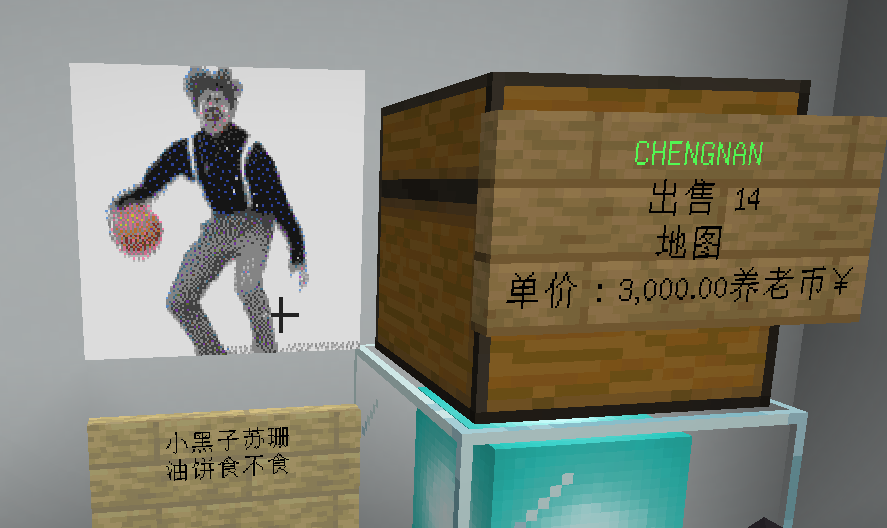 CHENGNAN
出售 14
地图
单价：3,000.00养老币¥
小黑子苏珊
油饼食不食